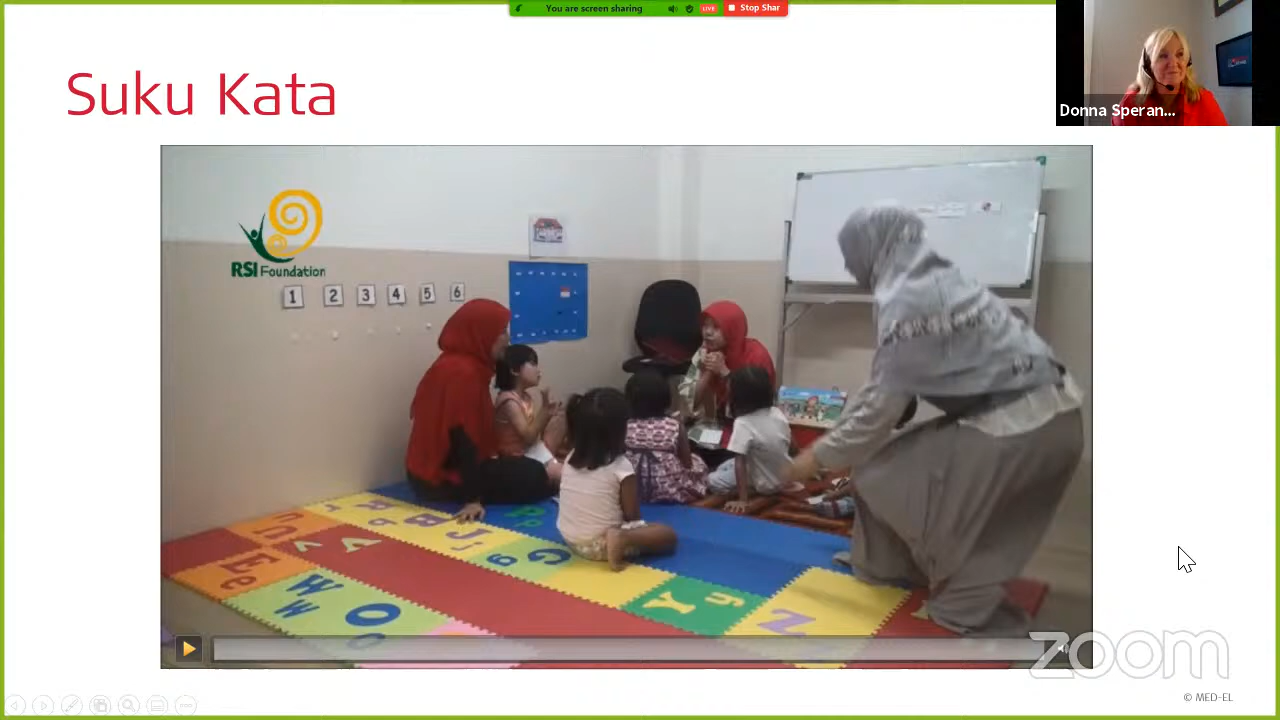 You are screen sharing
LIVE
Stop Shar
Suku Kata
Donna Speran...
RSI Foundation
1 2 3 4 5 6
B
J j
P p
G g
E e
W w
O o
Y y
Z
zoom
© MED-EL